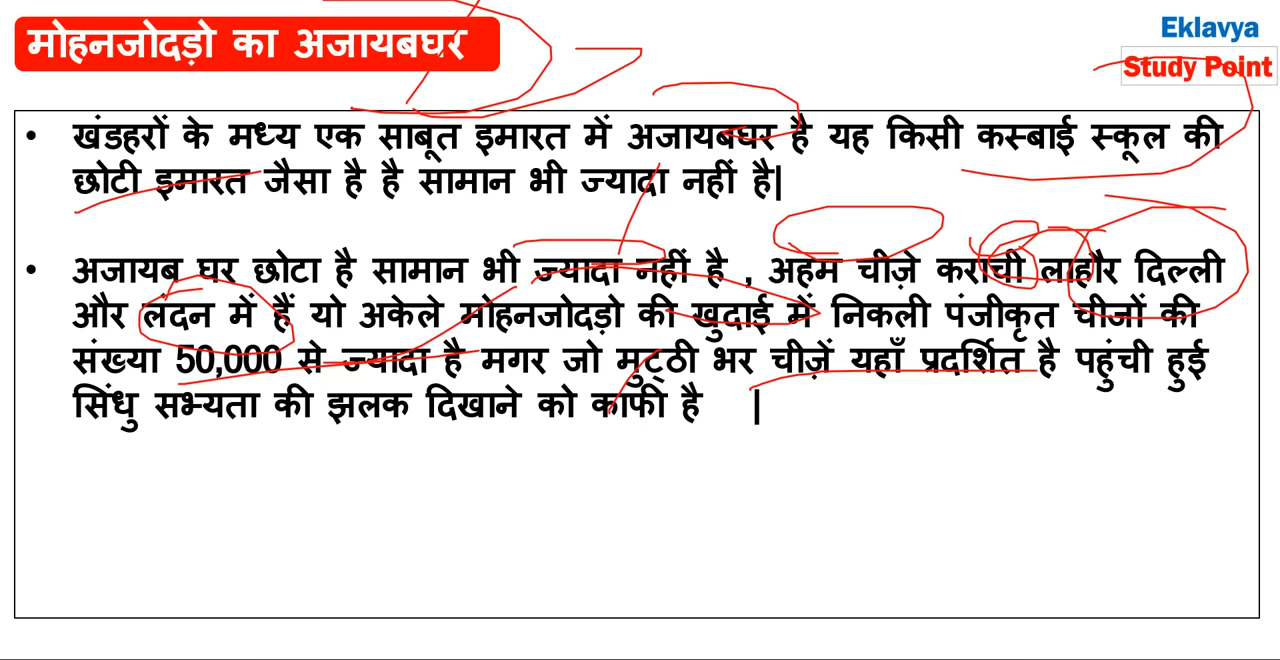 मोहनजोदड़ो का अजायबघर
Eklavya
Study Point
• खंडहरों के मध्य एक साबूत इमारत में अजायबघर है यह किसी कस्बाई स्कूल की
छोटी इमारत जैसा है है सामान भी ज्यादा नहीं है|
• अजायब घर छोटा है सामान भी ज्यादा नहीं है , अहम चीज़े कराची लाहौर दिल्ली
और लंदन में हैं यो अकेले मोहनजोदड़ो की खुदाई में निकली पंजीकृत चीजों की
संख्या 50,000 से ज्यादा है मगर जो मुट्ठी भर चीज़ें यहाँ प्रदर्शित है पहुंची हुई
सिंधु सभ्यता की झलक दिखाने को काफी है |